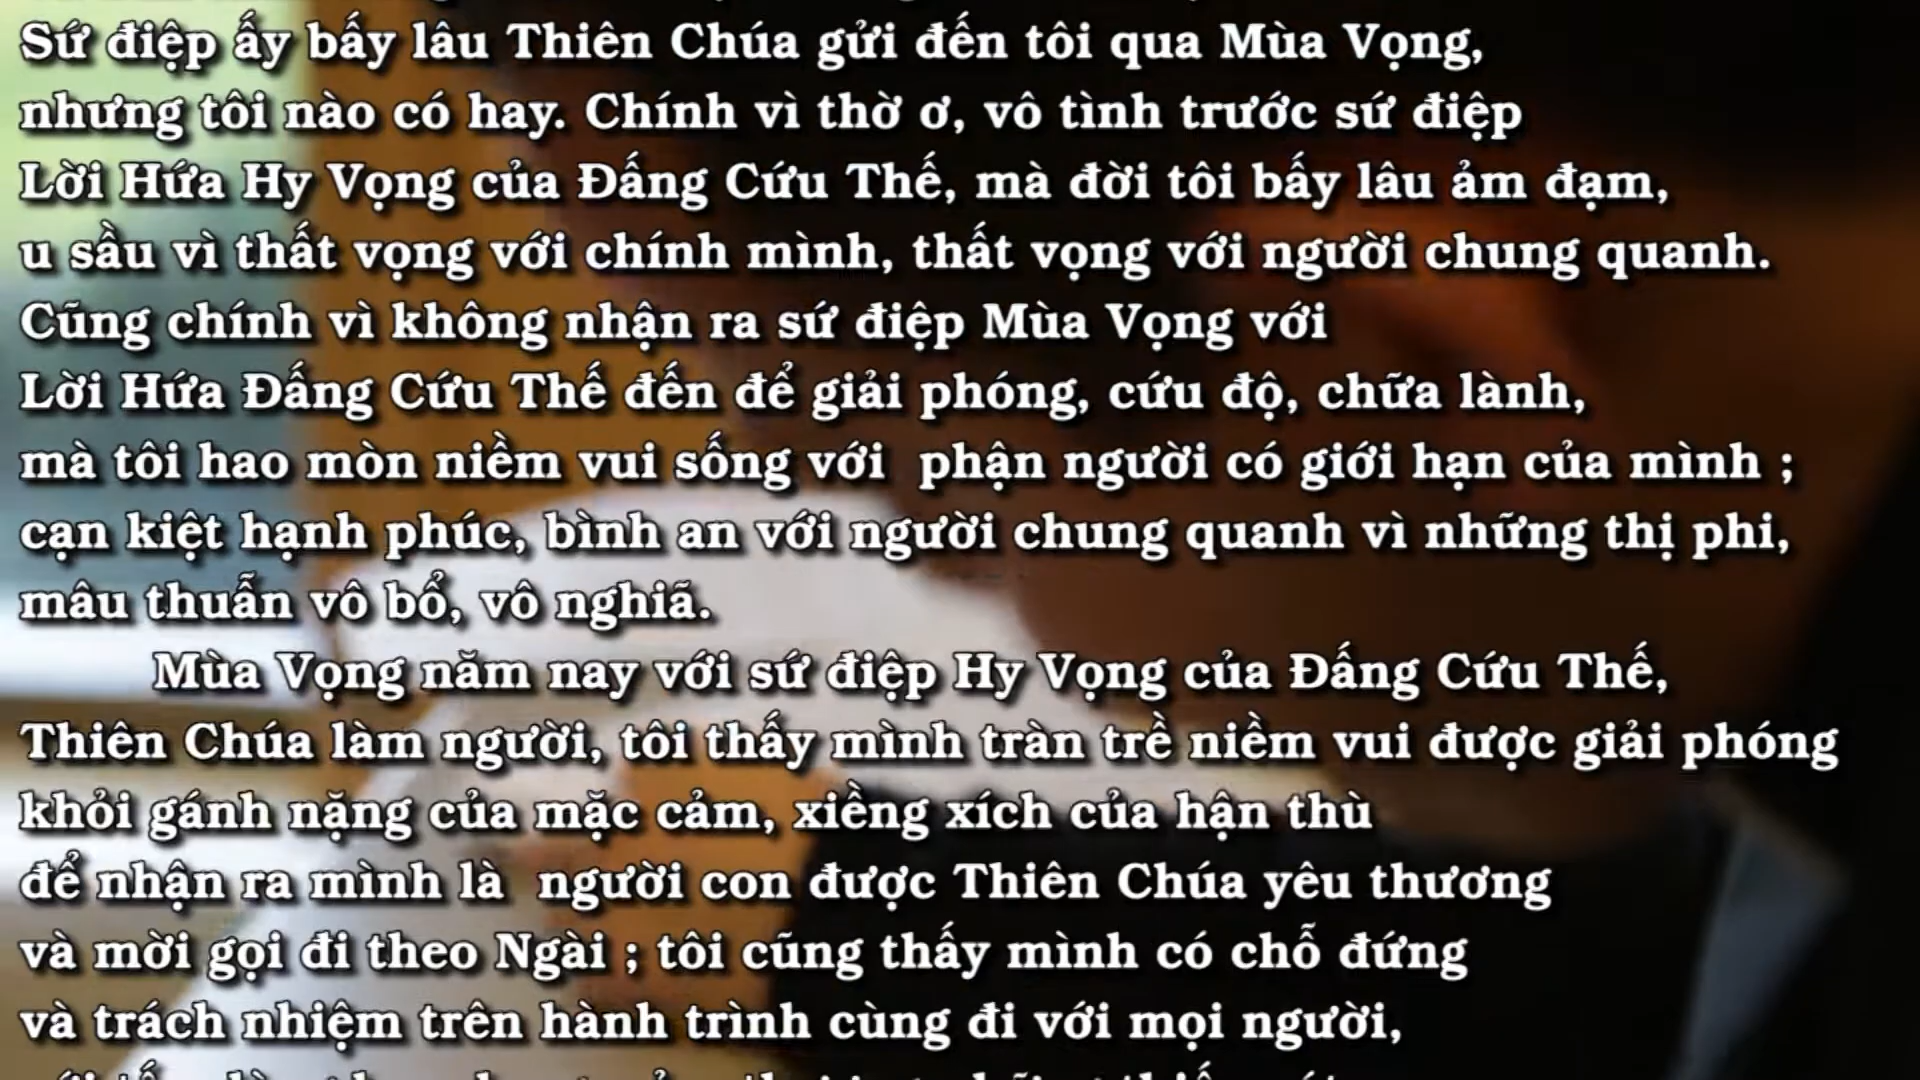 Sứ điệp ấy bấy lâu Thiên Chúa gửi đến tôi qua Mùa Vọng,
nhưng tôi nào có hay. Chính vì thờ ơ, vô tình trước sứ điệp
Lời Hứa Hy Vọng của Đấng Cứu Thế, mà đời tôi bấy lâu ảm đạm,
u sầu vì thất vọng với chính mình, thất vọng với người chung quanh.
Cũng chính vì không nhận ra sứ điệp Mùa Vọng với
Lời Hứa Đấng Cứu Thế đến để giải phóng, cứu độ, chữa lành,
mà tôi hao mòn niềm vui sống với  phận người có giới hạn của mình ;
cạn kiệt hạnh phúc, bình an với người chung quanh vì những thị phi,
mâu thuẫn vô bổ, vô nghiã.
Mùa Vọng năm nay với sứ điệp Hy Vọng của Đấng Cứu Thế,
Thiên Chúa làm người, tôi thấy mình tràn trề niềm vui được giải phóng
khỏi gánh nặng của mặc cảm, xiềng xích của hận thù
để nhận ra mình là  người con được Thiên Chúa yêu thương
và mời gọi đi theo Ngài ; tôi cũng thấy mình có chỗ đứng
và trách nhiệm trên hành trình cùng đi với mọi người,